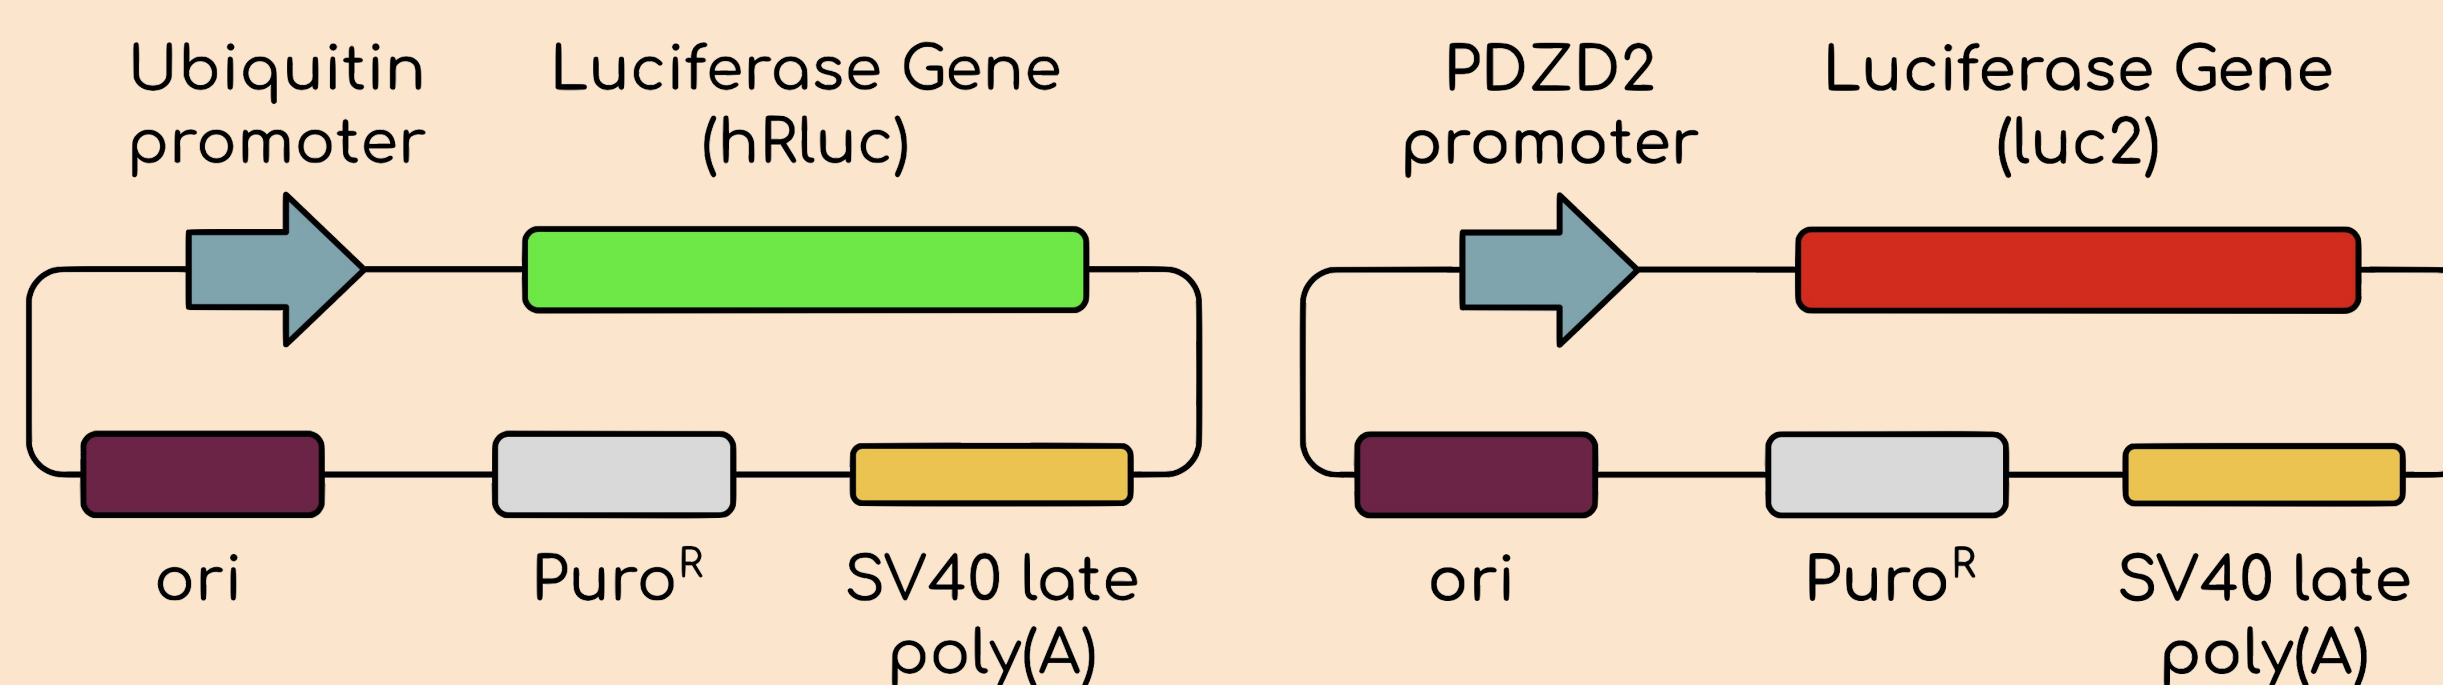 Ubiquitin
promoter
Luciferase Gene
(hRluc)
ori
Puroᴿ
SV40 late
poly(A)
PDZD2
promoter
Luciferase Gene
(luc2)
ori
Puroᴿ
SV40 late
poly(A)